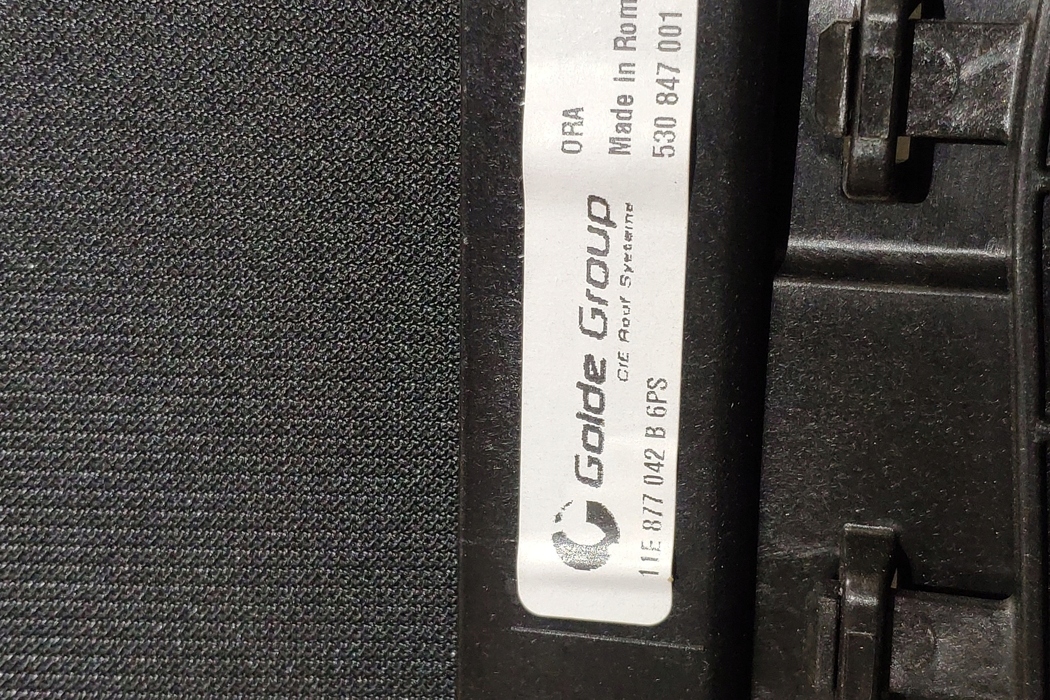 Golde Group
CIE Roof Systems
11E 877 042 B 6PS
ORA
Made in Rom
530 847 001